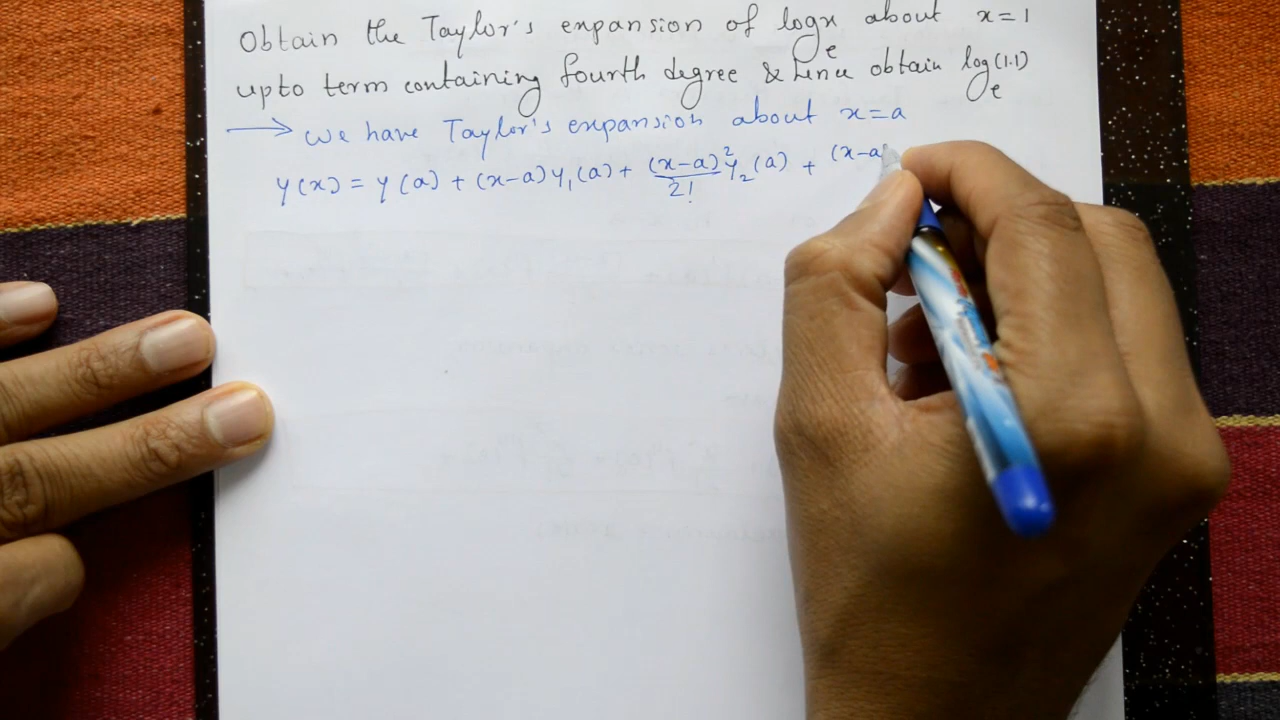 Obtain the Taylor's expansion of logₑx about x=1
upto term containing fourth degree & hence obtain logₑ(1.1)
→ we have Taylor's expansion about x=a
y(x) = y(a) + (x-a)y₁(a) + (x-a)²/2! y₂(a) + (x-a